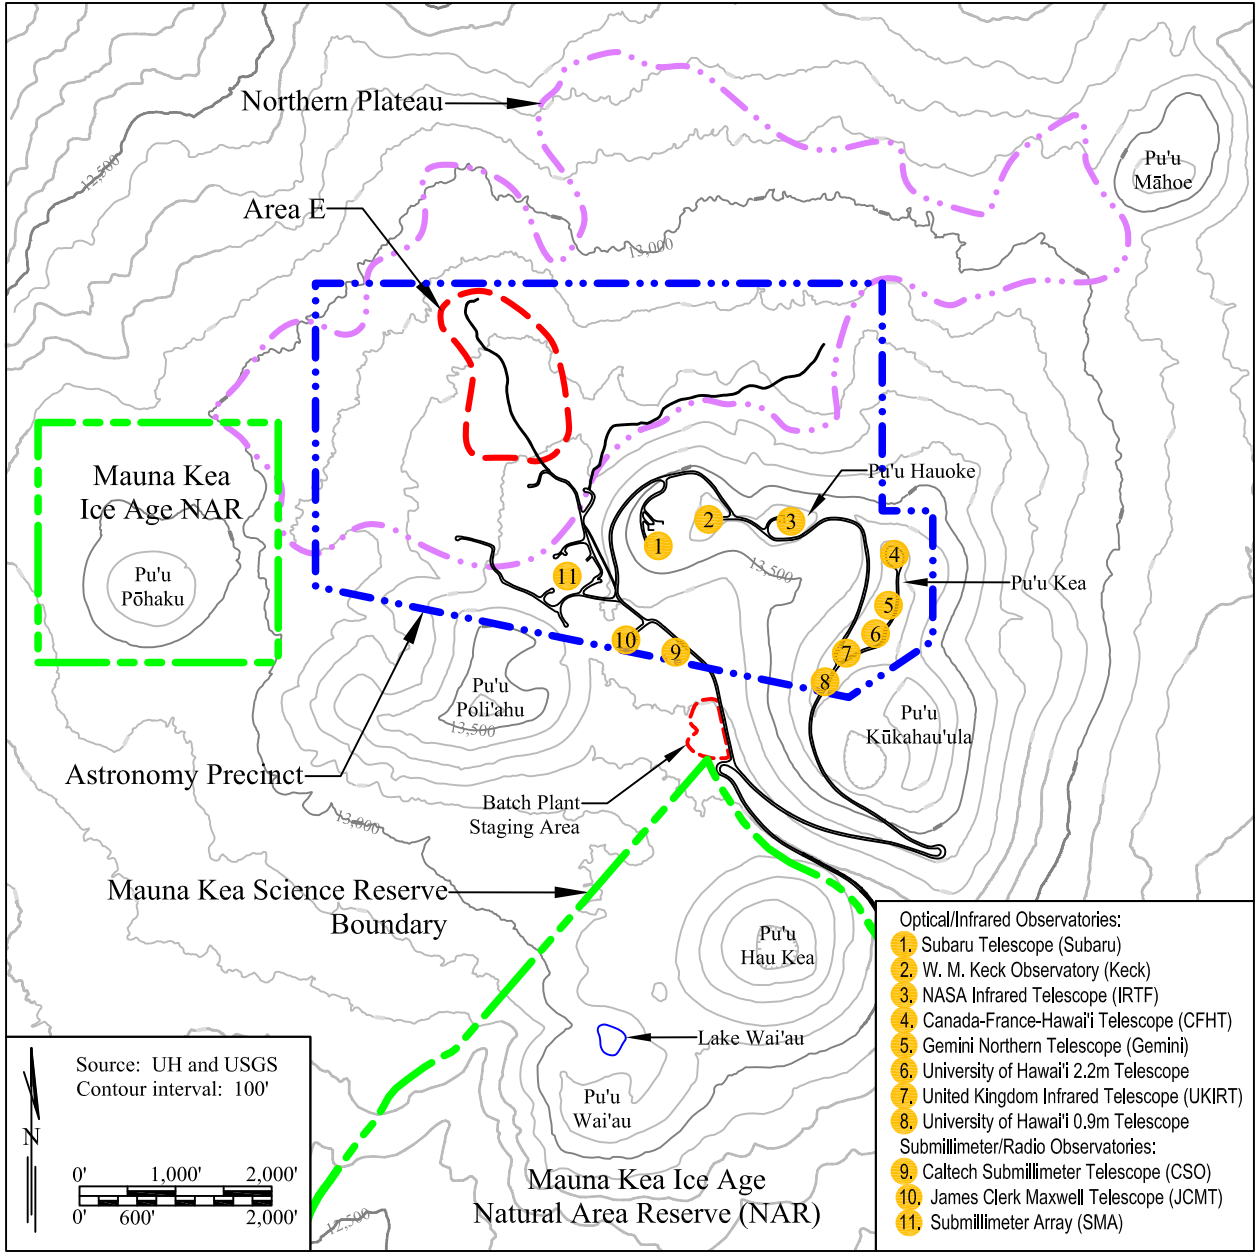 Northern Plateau
12,500
Pu'u
Māhoe
Area E
13,000
Mauna Kea
Ice Age NAR
Pu'u
Pōhaku
Pu'u Hauoke
1
2
3
4
5
6
7
8
9
10
11
13,500
Pu'u Kea
Pu'u
Poli'ahu
13,500
Pu'u
Kūkahau'ula
Astronomy Precinct
Batch Plant
Staging Area
13,000
Mauna Kea Science Reserve
Boundary
Pu'u
Hau Kea
Lake Wai'au
Pu'u
Wai'au
Mauna Kea Ice Age
Natural Area Reserve (NAR)
12,500
Source: UH and USGS
Contour interval: 100'
N
0' 1,000' 2,000'
0' 600' 2,000'
Optical/Infrared Observatories:
1. Subaru Telescope (Subaru)
2. W. M. Keck Observatory (Keck)
3. NASA Infrared Telescope (IRTF)
4. Canada-France-Hawai'i Telescope (CFHT)
5. Gemini Northern Telescope (Gemini)
6. University of Hawai'i 2.2m Telescope
7. United Kingdom Infrared Telescope (UKIRT)
8. University of Hawai'i 0.9m Telescope
Submillimeter/Radio Observatories:
9. Caltech Submillimeter Telescope (CSO)
10. James Clerk Maxwell Telescope (JCMT)
11. Submillimeter Array (SMA)